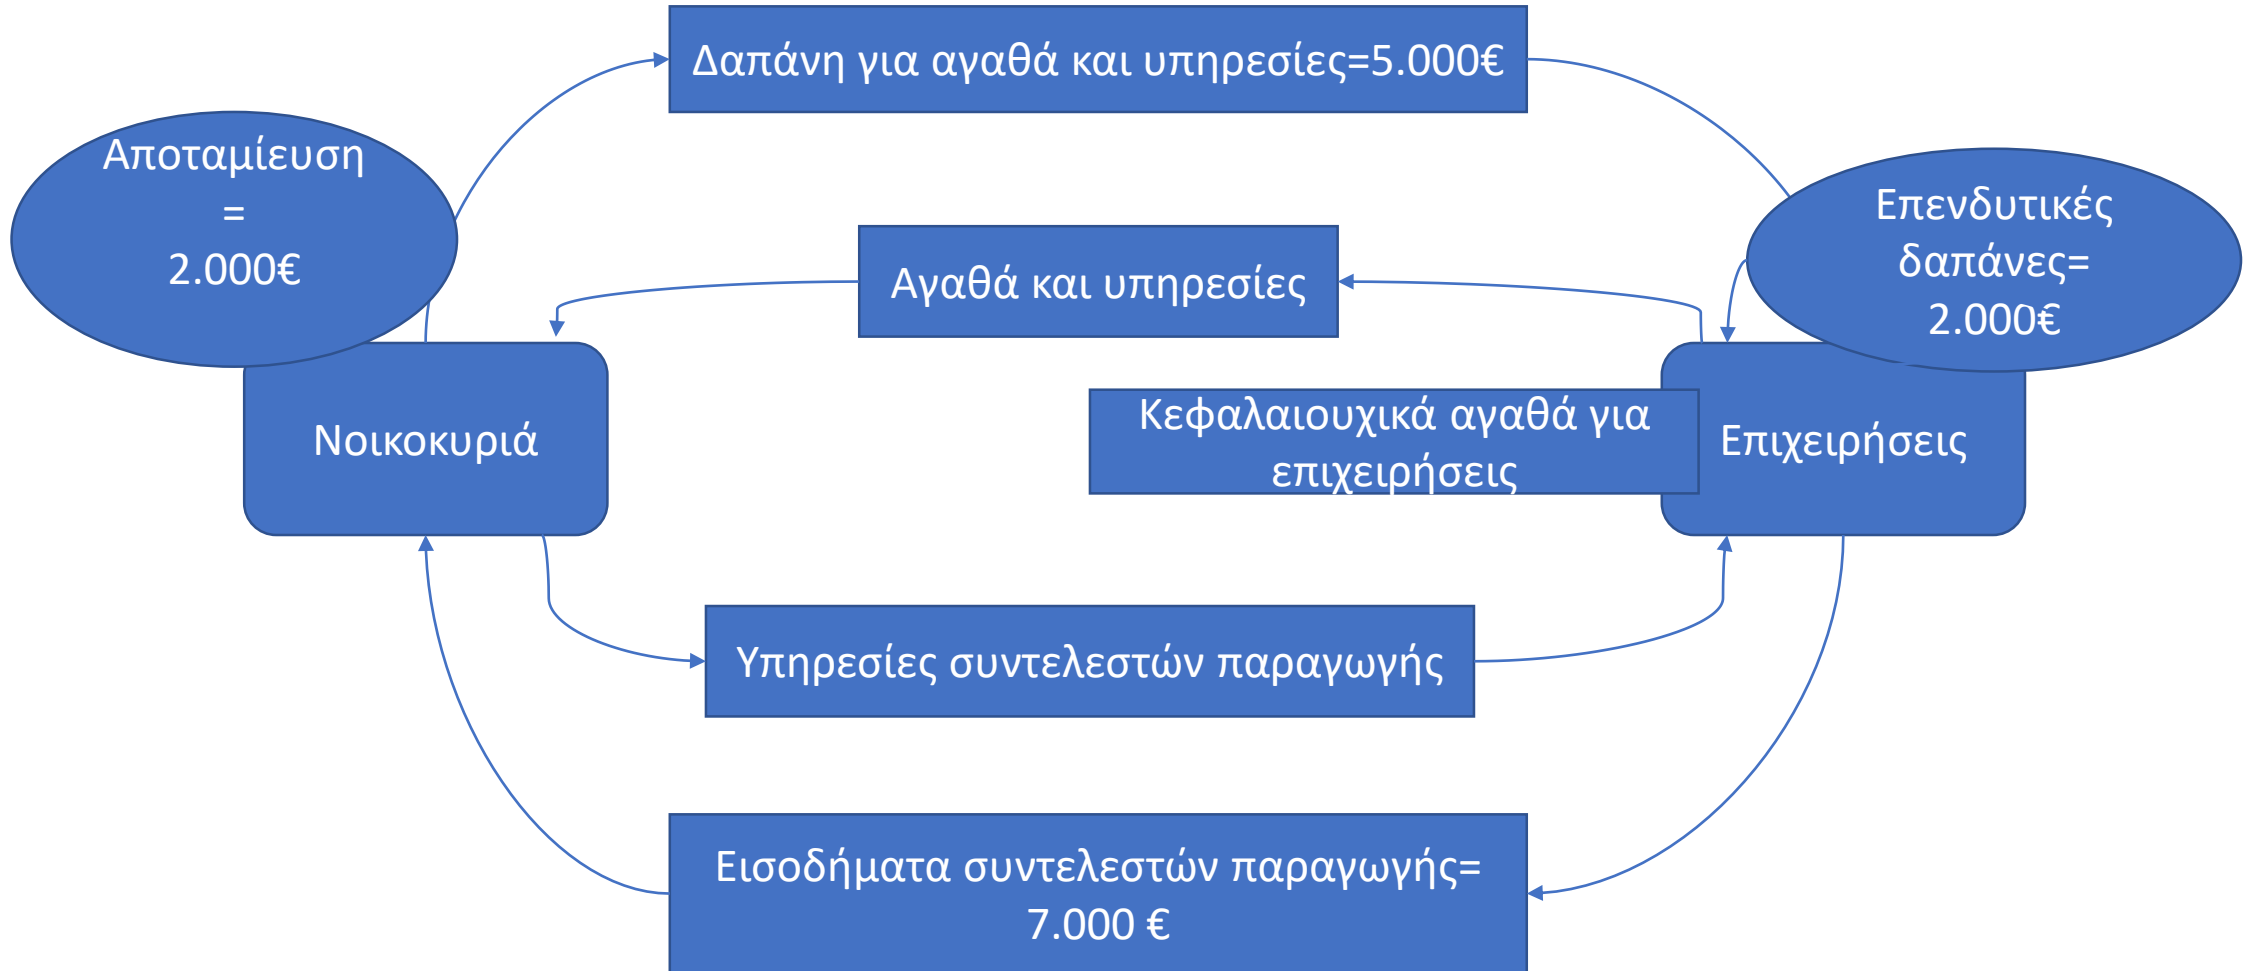 Δαπάνη για αγαθά και υπηρεσίες=5.000€
Αποταμίευση
=
2.000€
Επενδυτικές
δαπάνες=
2.000€
Αγαθά και υπηρεσίες
Νοικοκυριά
Κεφαλαιουχικά αγαθά για
επιχειρήσεις
Επιχειρήσεις
Υπηρεσίες συντελεστών παραγωγής
Εισοδήματα συντελεστών παραγωγής=
7.000 €